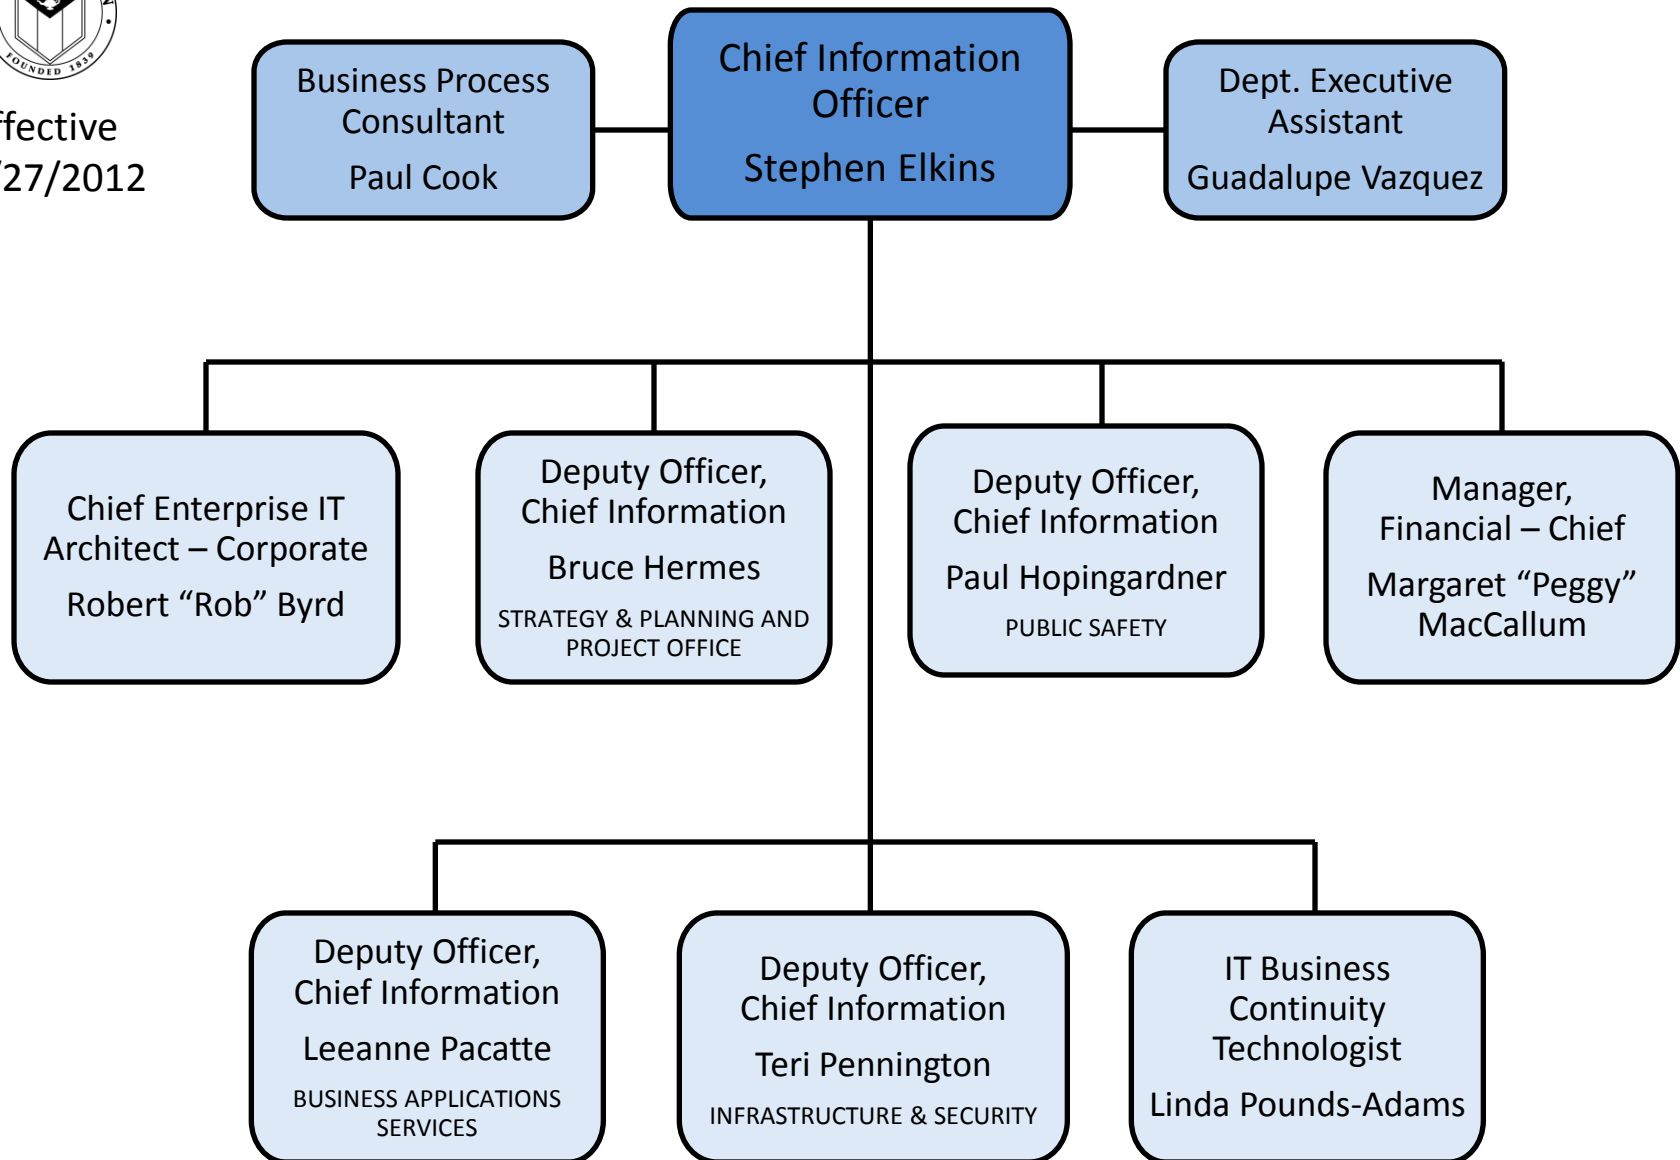 FOUNDED 1839
27/2012
Business Process
Consultant
Paul Cook
Chief Information
Officer
Stephen Elkins
Dept. Executive
Assistant
Guadalupe Vazquez
Chief Enterprise IT
Architect – Corporate
Robert “Rob” Byrd
Deputy Officer,
Chief Information
Bruce Hermes
STRATEGY & PLANNING AND
PROJECT OFFICE
Deputy Officer,
Chief Information
Paul Hopingardner
PUBLIC SAFETY
Manager,
Financial – Chief
Margaret “Peggy”
MacCallum
Deputy Officer,
Chief Information
Leeanne Pacatte
BUSINESS APPLICATIONS
SERVICES
Deputy Officer,
Chief Information
Teri Pennington
INFRASTRUCTURE & SECURITY
IT Business
Continuity
Technologist
Linda Pounds-Adams